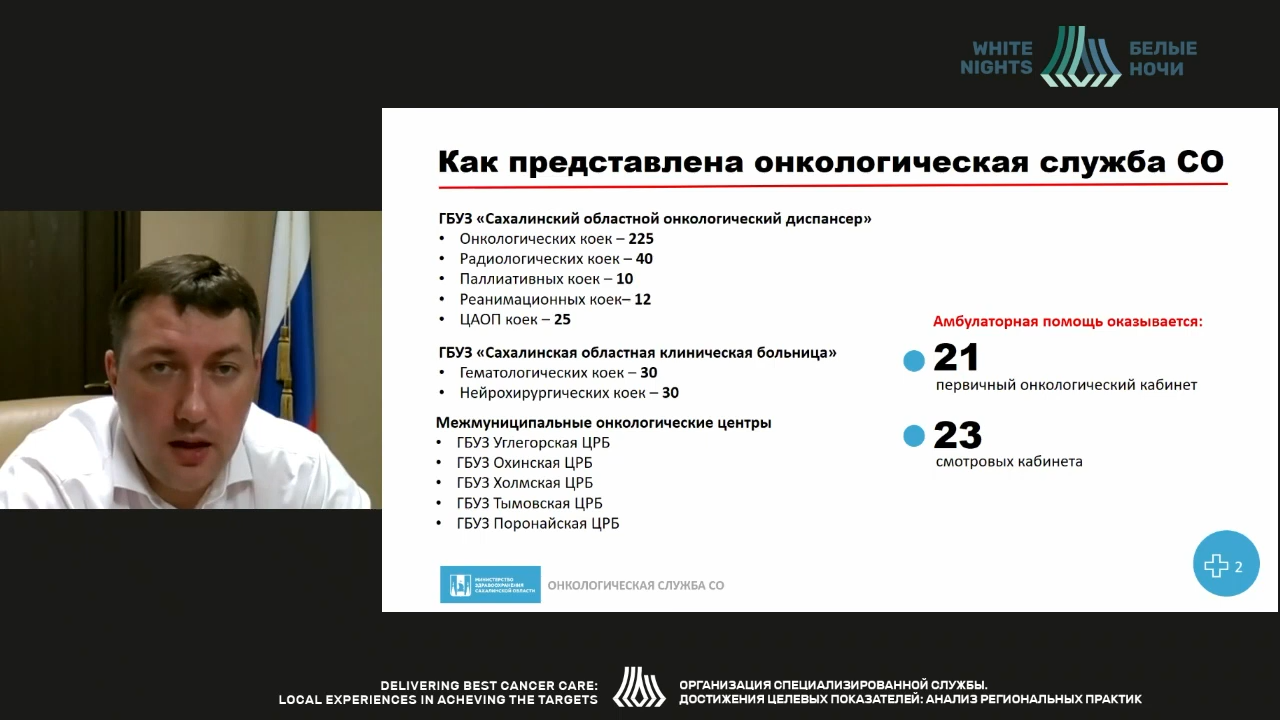 WHITE
NIGHTS
БЕЛЫЕ
НОЧИ
Как представлена онкологическая служба СО
ГБУЗ «Сахалинский областной онкологический диспансер»
• Онкологических коек – 225
• Радиологических коек – 40
• Паллиативных коек – 10
• Реанимационных коек– 12
• ЦАОП коек – 25
ГБУЗ «Сахалинская областная клиническая больница»
• Гематологических коек – 30
• Нейрохирургических коек – 30
Межмуниципальные онкологические центры
• ГБУЗ Углегорская ЦРБ
• ГБУЗ Охинская ЦРБ
• ГБУЗ Холмская ЦРБ
• ГБУЗ Тымовская ЦРБ
• ГБУЗ Поронайская ЦРБ
Амбулаторная помощь оказывается:
21
первичный онкологический кабинет
23
смотровых кабинета
МИНИСТЕРСТВО
ЗДРАВООХРАНЕНИЯ
САХАЛИНСКОЙ ОБЛАСТИ
ОНКОЛОГИЧЕСКАЯ СЛУЖБА СО
2
DELIVERING BEST CANCER CARE:
LOCAL EXPERIENCES IN ACHEVING THE TARGETS
ОРГАНИЗАЦИЯ СПЕЦИАЛИЗИРОВАННОЙ СЛУЖБЫ.
ДОСТИЖЕНИЯ ЦЕЛЕВЫХ ПОКАЗАТЕЛЕЙ: АНАЛИЗ РЕГИОНАЛЬНЫХ ПРАКТИК